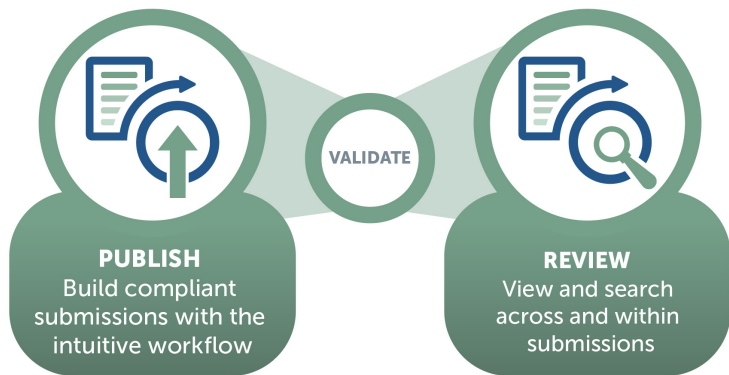 VALIDATE
PUBLISH
Build compliant
submissions with the
intuitive workflow
REVIEW
View and search
across and within
submissions